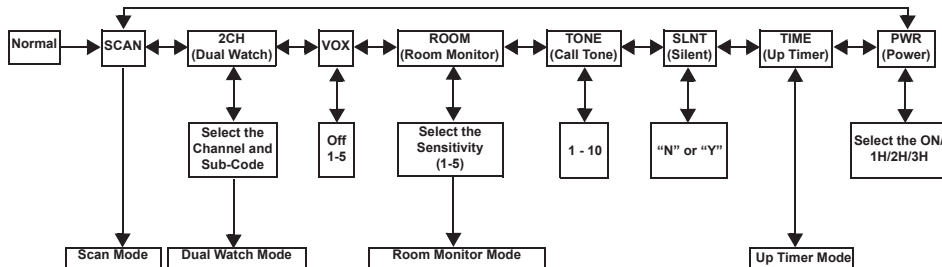 Normal
SCAN
2CH
(Dual Watch)
VOX
ROOM
(Room Monitor)
TONE
(Call Tone)
SLNT
(Silent)
TIME
(Up Timer)
PWR
(Power)
Select the
Channel and
Sub-Code
Off
1-5
Select the
Sensitivity
(1-5)
1 - 10
“N” or “Y”
Select the ON/
1H/2H/3H
Scan Mode
Dual Watch Mode
Room Monitor Mode
Up Timer Mode